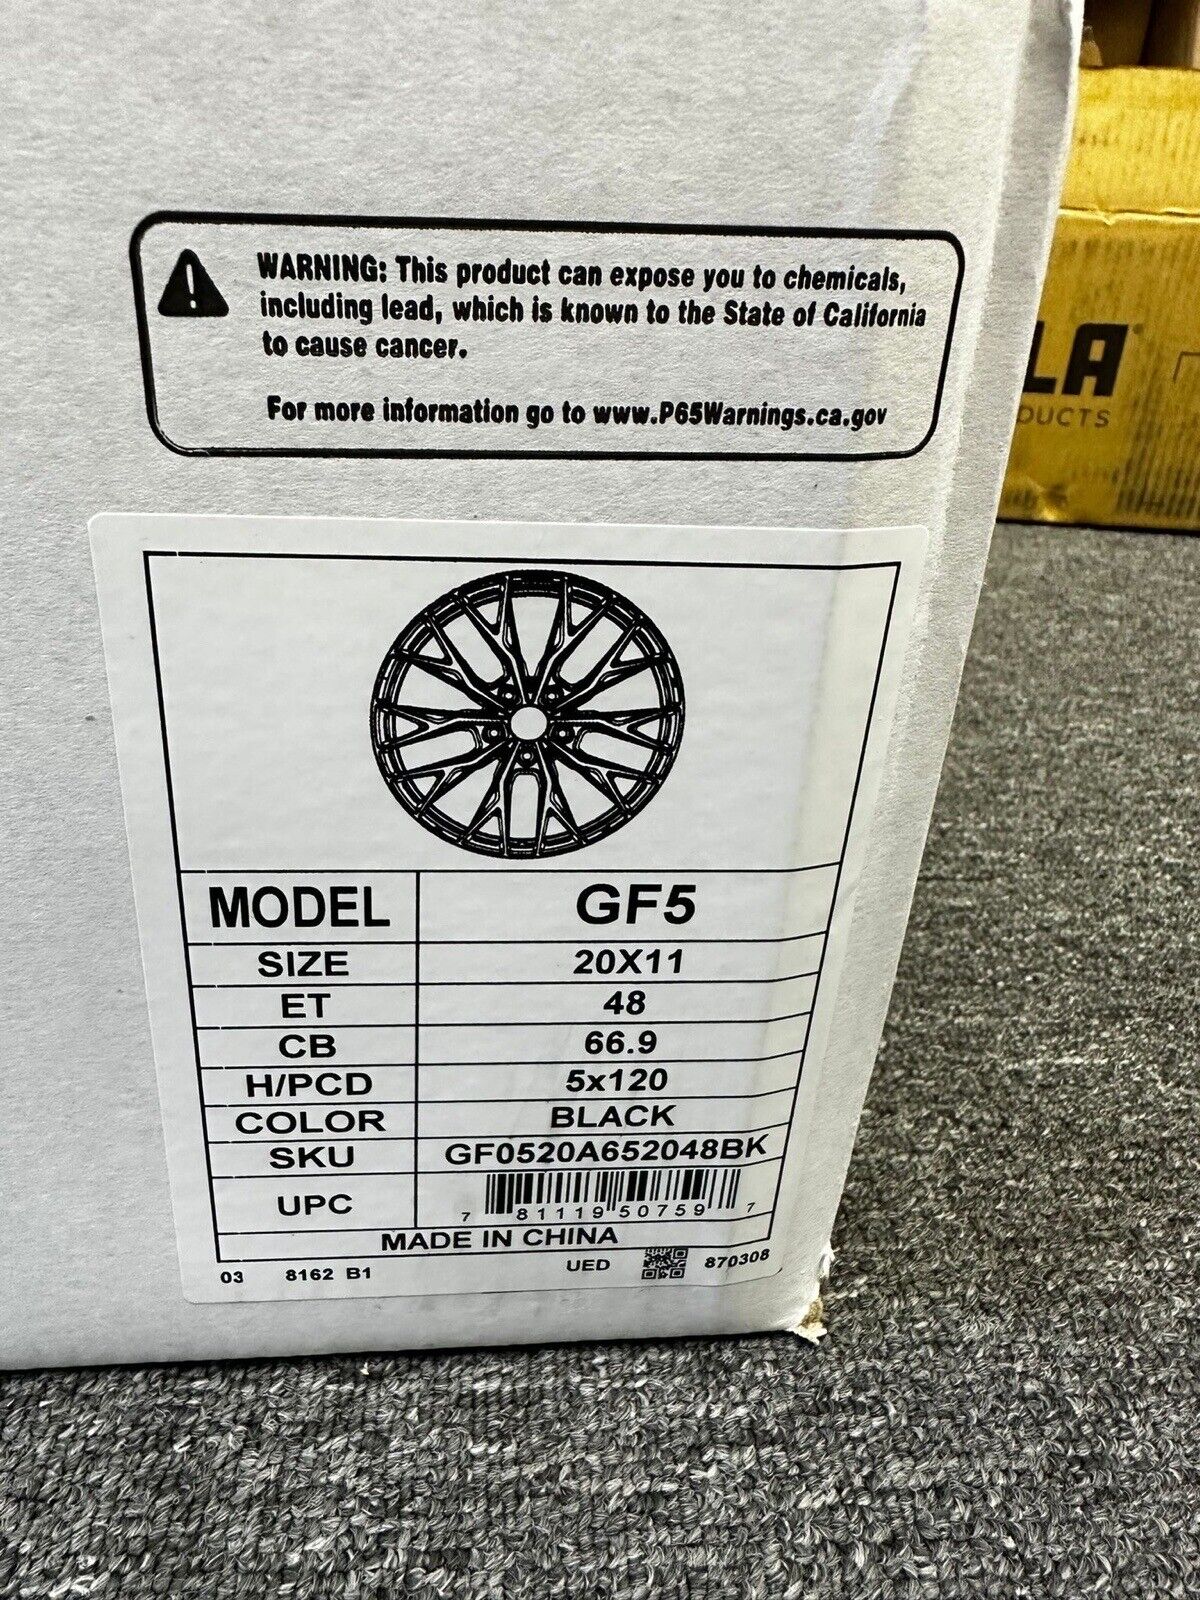 WARNING: This product can expose you to chemicals,
including lead, which is known to the State of California
to cause cancer.
For more information go to www.P65Warnings.ca.gov
LA
DUCTS
MODEL GF5
SIZE 20X11
ET 48
CB 66.9
H/PCD 5x120
COLOR BLACK
SKU GF0520A652048BK
UPC 7 81119 50759 7
MADE IN CHINA
03 8162 B1 UED 870308